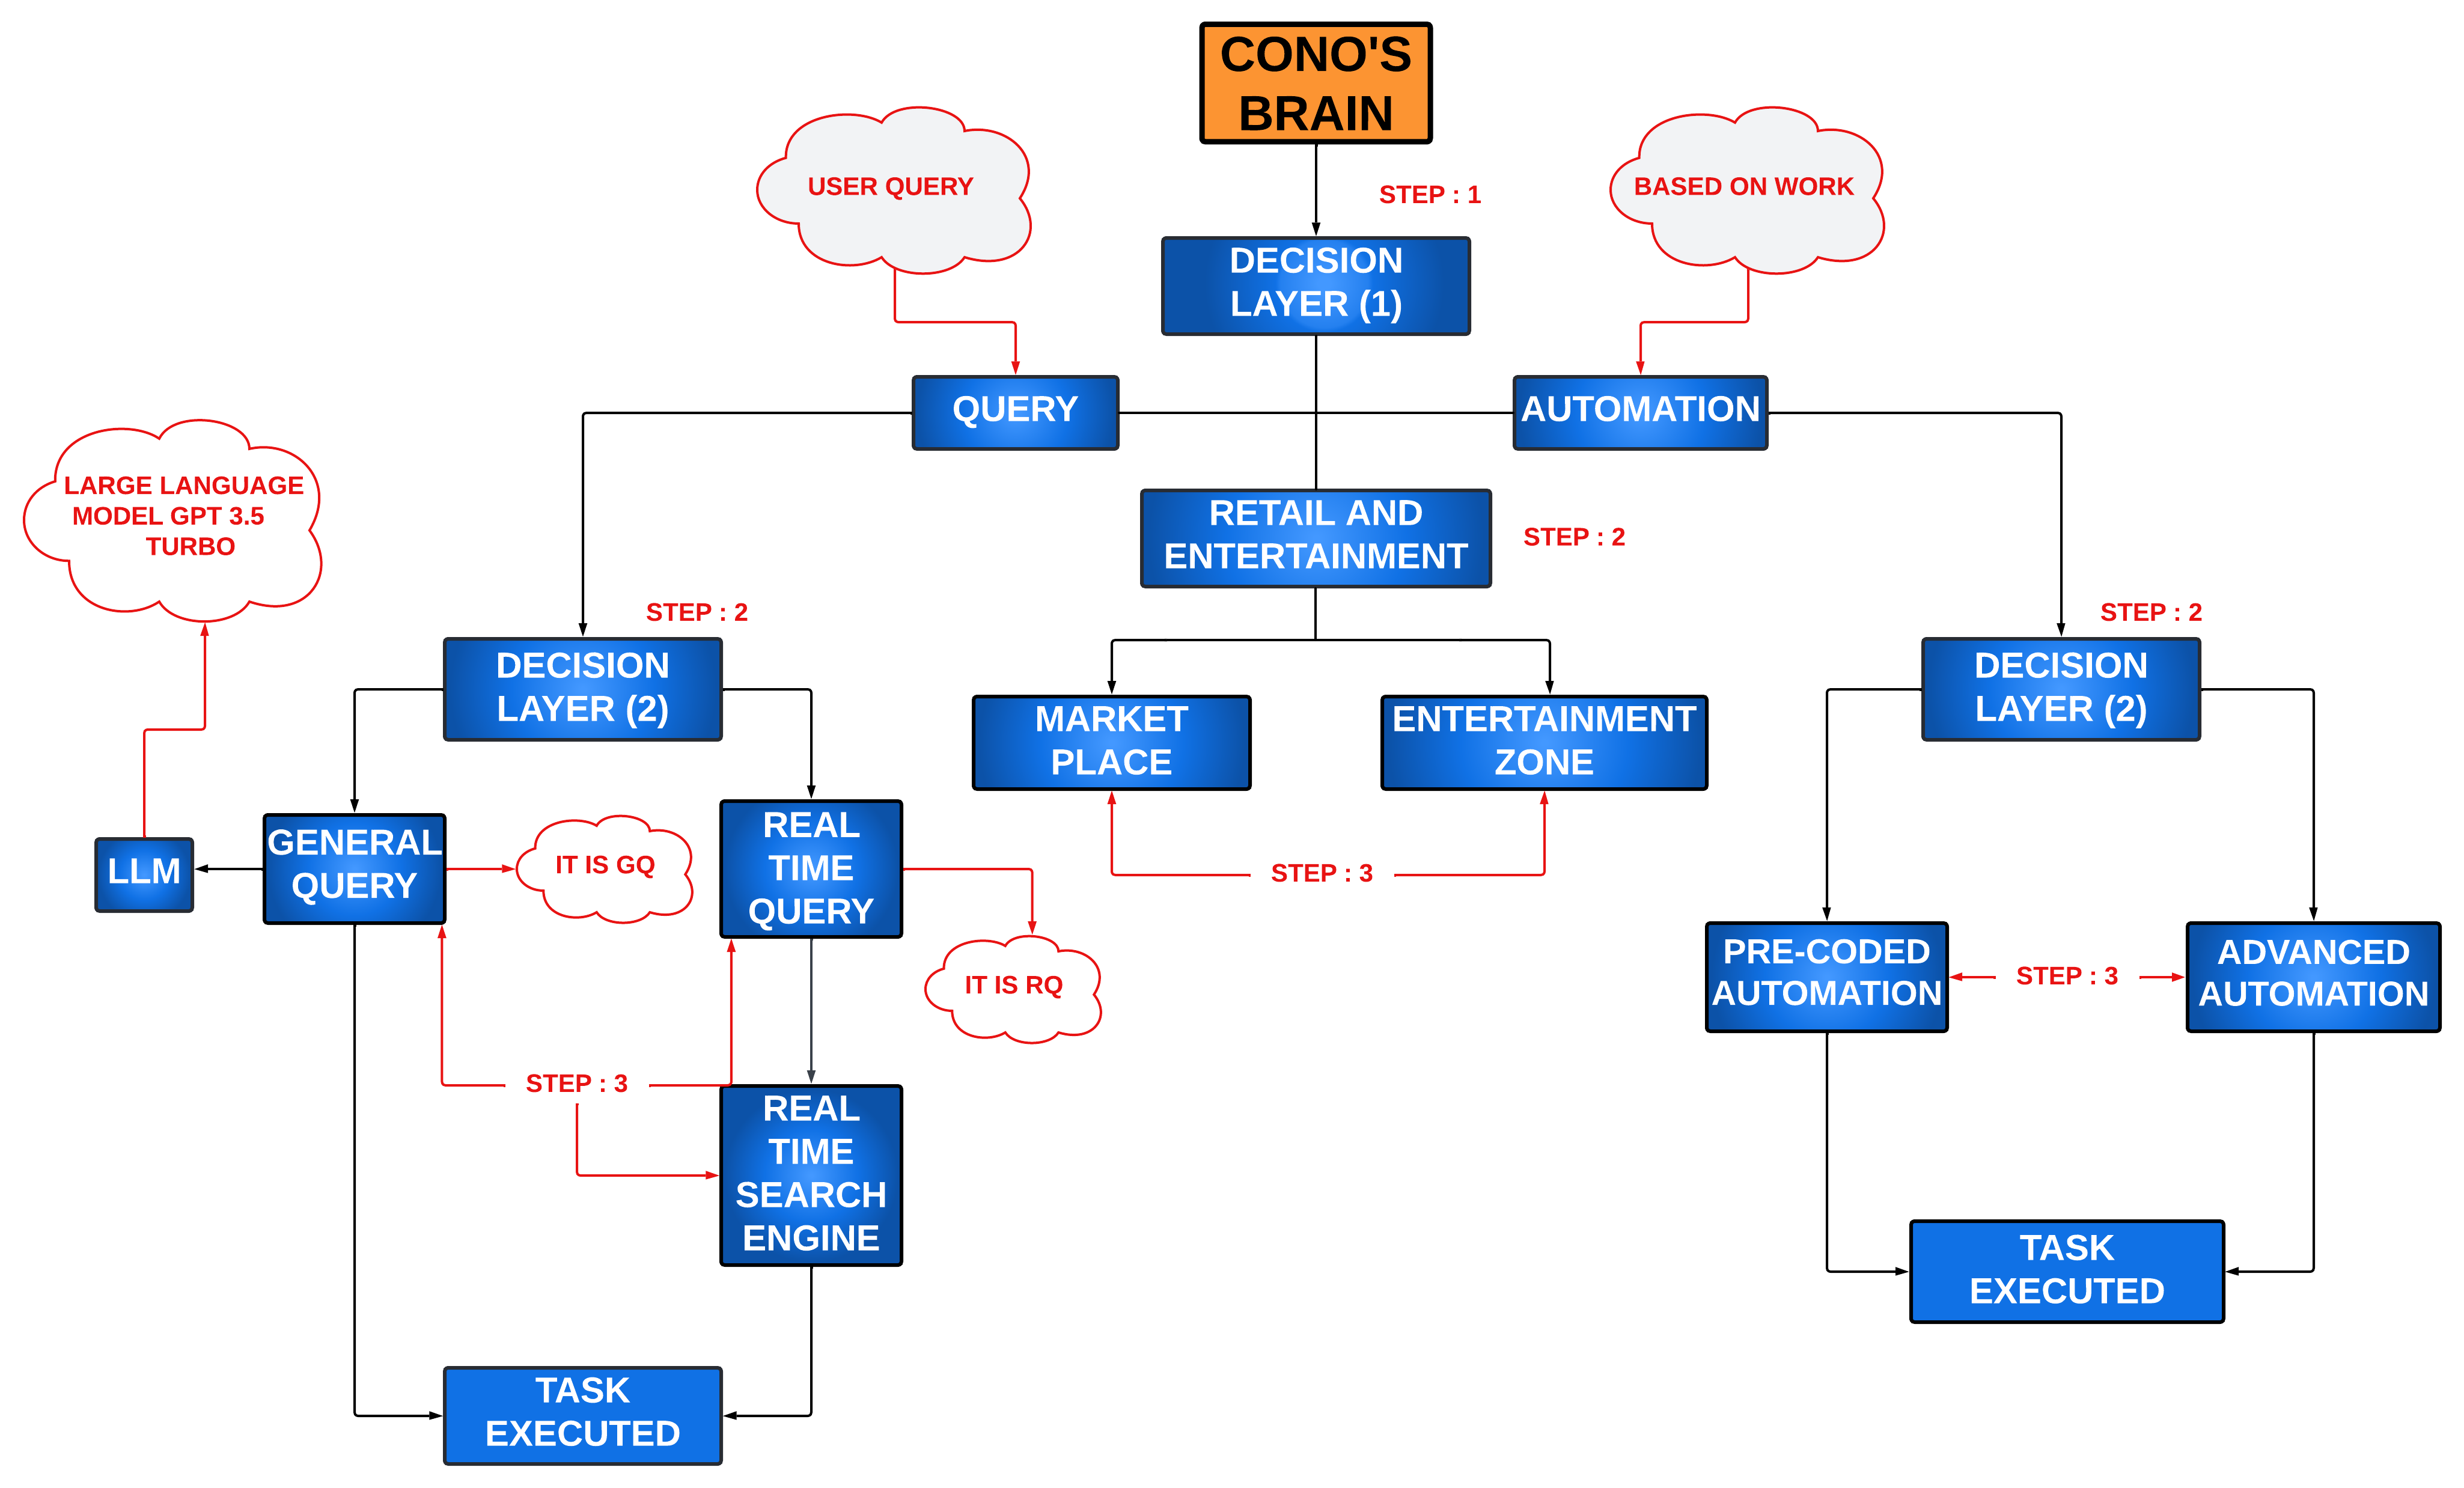 CONO'S
BRAIN
USER QUERY
STEP : 1
BASED ON WORK
DECISION
LAYER (1)
QUERY
AUTOMATION
LARGE LANGUAGE
MODEL GPT 3.5
TURBO
RETAIL AND
ENTERTAINMENT
STEP : 2
STEP : 2
STEP : 2
DECISION
LAYER (2)
MARKET
PLACE
ENTERTAINMENT
ZONE
DECISION
LAYER (2)
LLM
GENERAL
QUERY
IT IS GQ
REAL
TIME
QUERY
STEP : 3
IT IS RQ
PRE-CODED
AUTOMATION
STEP : 3
ADVANCED
AUTOMATION
STEP : 3
REAL
TIME
SEARCH
ENGINE
TASK
EXECUTED
TASK
EXECUTED